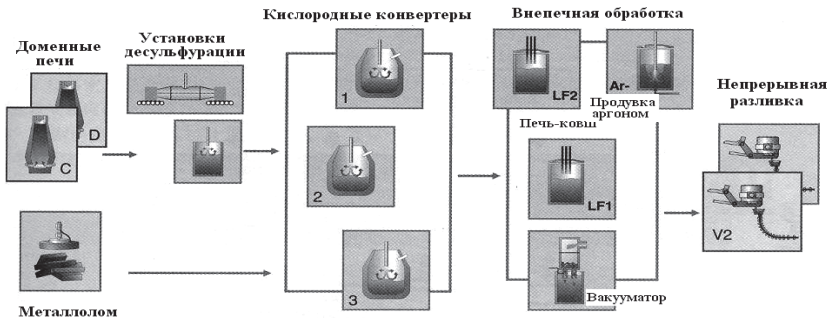 Доменные
печи
D
C
Металлолом
Установки
десульфурации
Кислородные конвертеры
1
2
3
Внепечная обработка
LF2
Ar-
Продувка
аргоном
Печь-ковш
LF1
Вакууматор
Непрерывная
разливка
V2